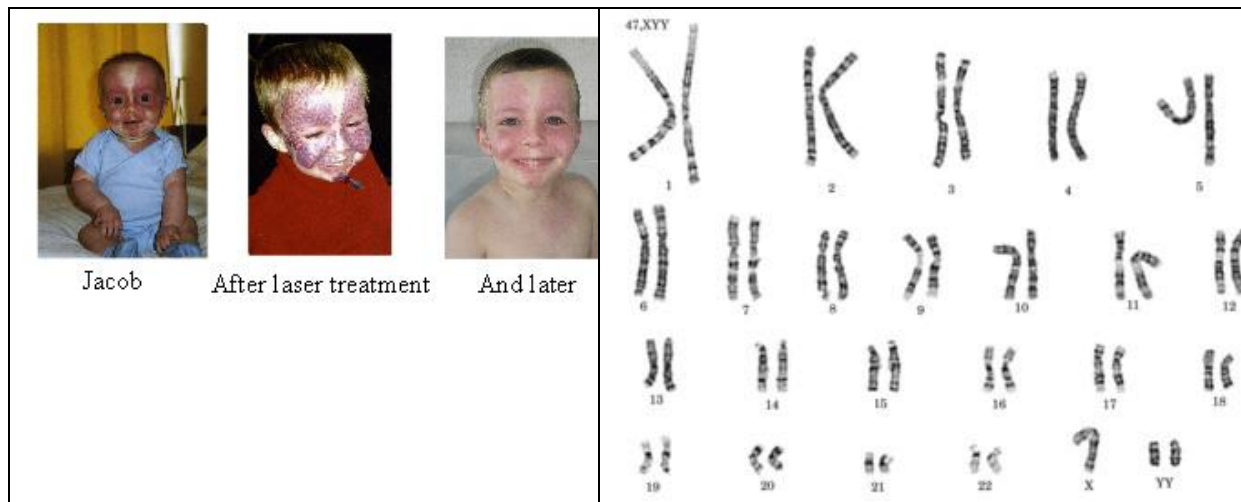 Jacob
After laser treatment
And later
47,XYY
1 2 3 4 5
6 7 8 9 10 11 12
13 14 15 16 17 18
19 20 21 22 X YY